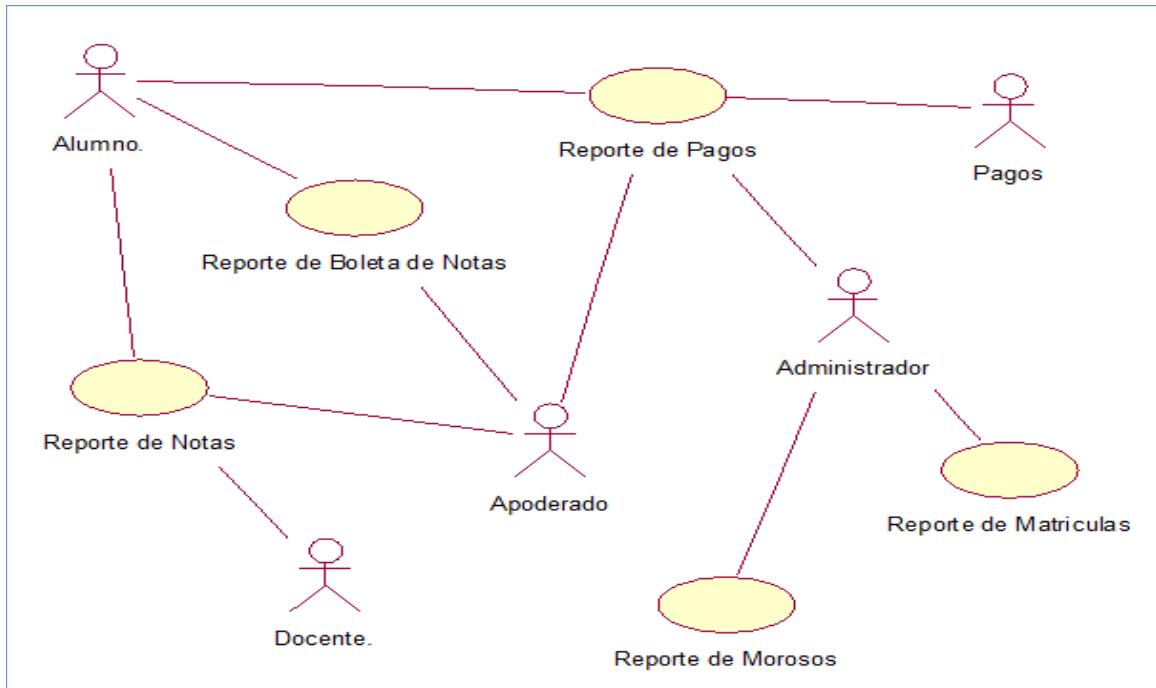 Alumno.
Reporte de Pagos
Pagos
Reporte de Boleta de Notas
Administrador
Reporte de Notas
Apoderado
Reporte de Matriculas
Docente.
Reporte de Morosos